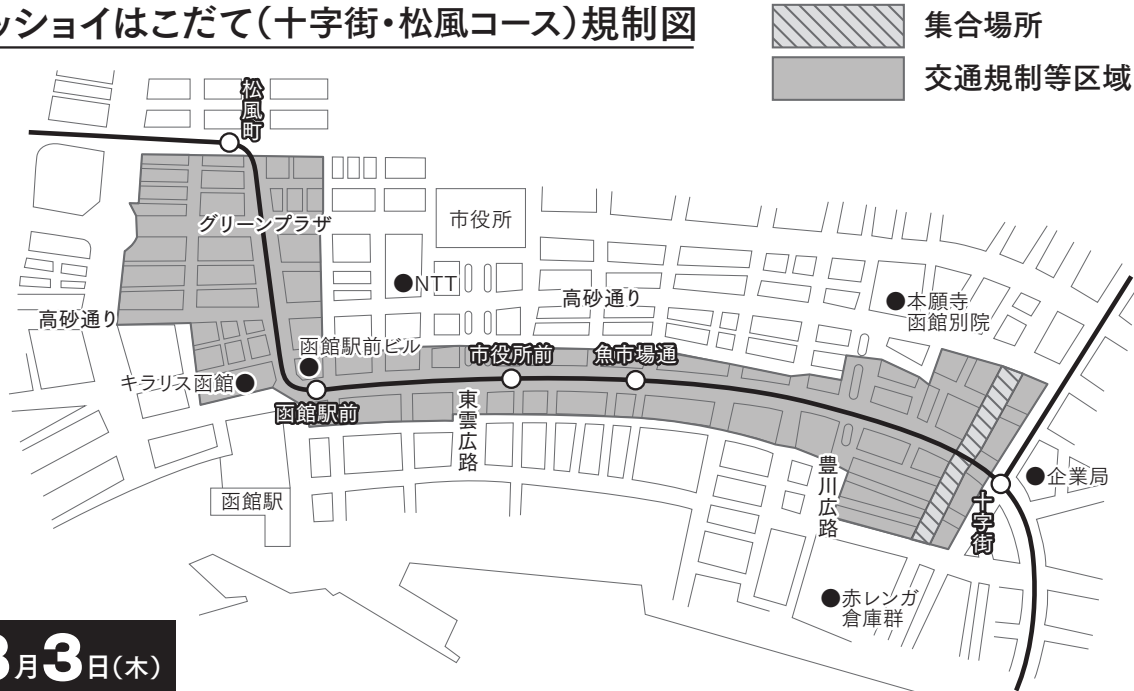 ッショイはこだて（十字街・松風コース）規制図
集合場所
交通規制等区域
松風町
グリーンプラザ
市役所
NTT
高砂通り
高砂通り
本願寺
函館別院
函館駅前ビル
市役所前
魚市場通
キラリス函館
函館駅前
東雲広路
豊川広路
企業局
十字街
函館駅
赤レンガ
倉庫群
月3日(木)